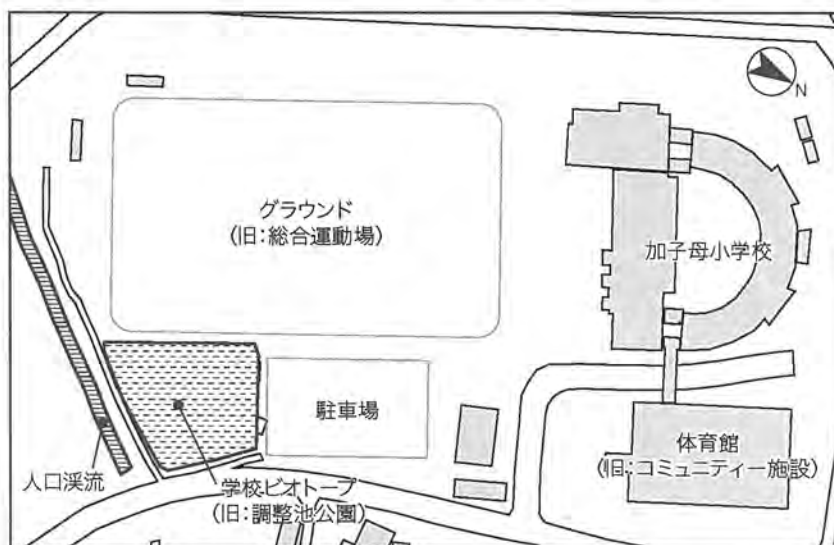 N
グラウンド
(旧:総合運動場)
加子母小学校
駐車場
体育館
(旧:コミュニティー施設)
人口渓流
学校ビオトープ
(旧:調整池公園)